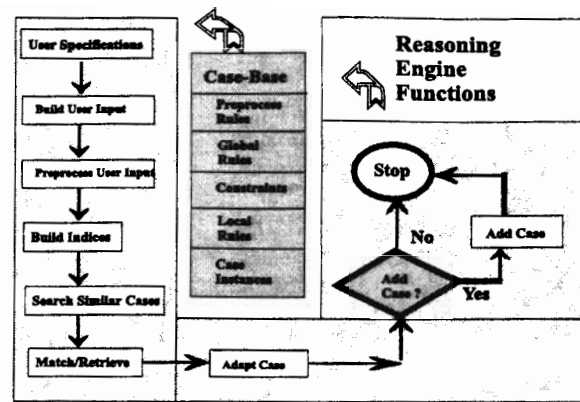 User Specifications
Build User Input
Preprocess User Input
Build Indices
Search Similar Cases
Match/Retrieve
Case-Base
Preprocess
Rules
Global
Rules
Constraints
Local
Rules
Case
Instances
Reasoning
Engine
Functions
Stop
No
Add Case
Add
Case ?
Yes
Adapt Case